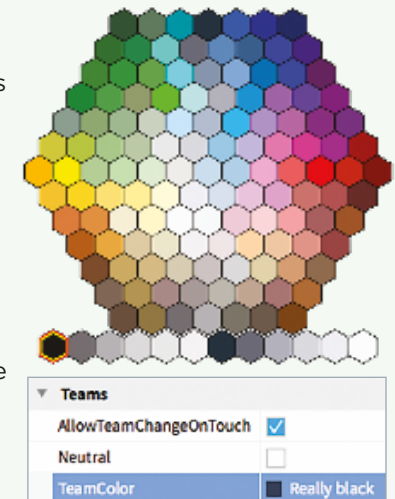 s
e
Teams
AllowTeamChangeOnTouch
Neutral
TeamColor Really black